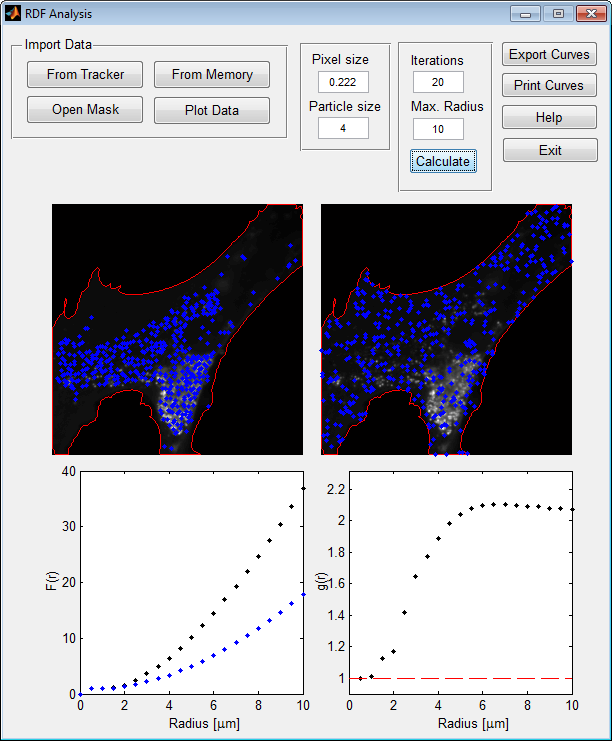 RDF Analysis
Import Data
From Tracker
From Memory
Open Mask
Plot Data
Pixel size
0.222
Particle size
4
Iterations
20
Max. Radius
10
Calculate
Export Curves
Print Curves
Help
Exit
40
30
20
10
0
F(r)
0 2 4 6 8 10
Radius [µm]
2.2
2
1.8
1.6
1.4
1.2
1
g(r)
0 2 4 6 8 10
Radius [µm]